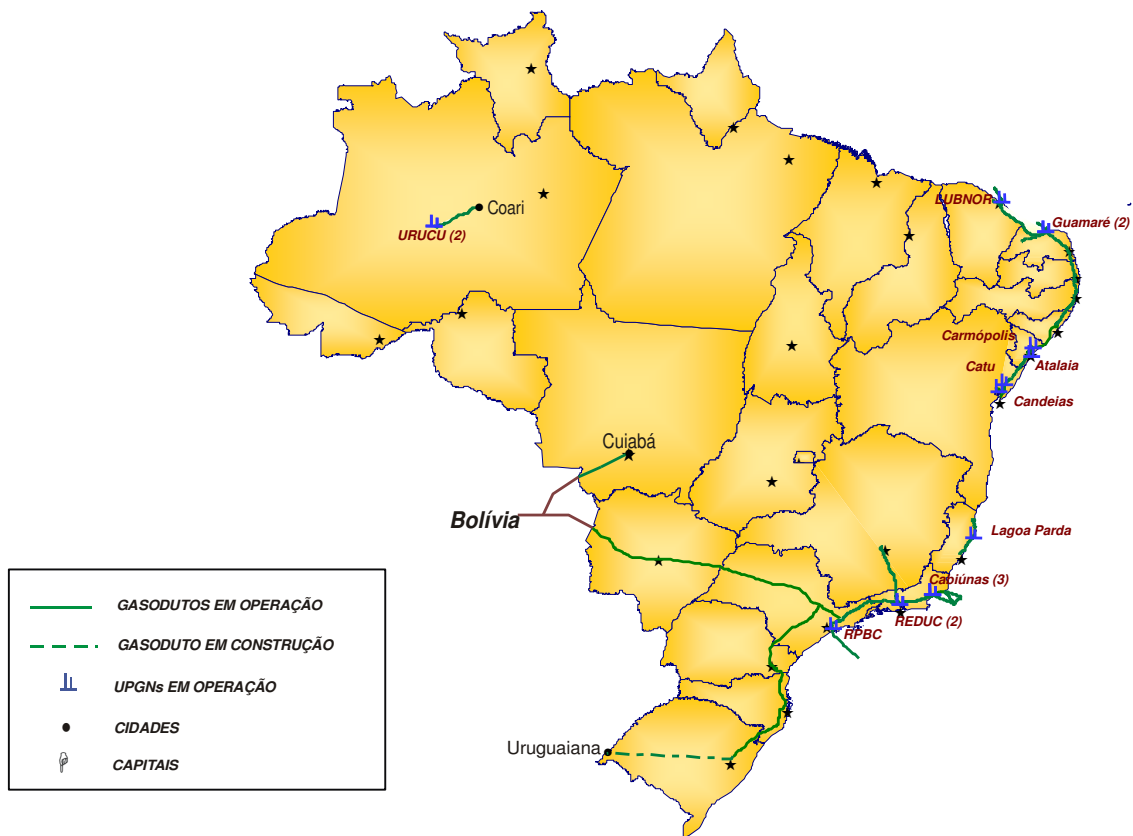 Coari
URUCU (2)
LUBNOR
Guamaré (2)
Carmópolis
Atalaia
Catu
Candeias
Cuiabá
Bolívia
Lagoa Parda
Cabiúnas (3)
REDUC (2)
RPBC
Uruguaiana
GASODUTOS EM OPERAÇÃO
GASODUTO EM CONSTRUÇÃO
UPGNs EM OPERAÇÃO
CIDADES
CAPITAIS